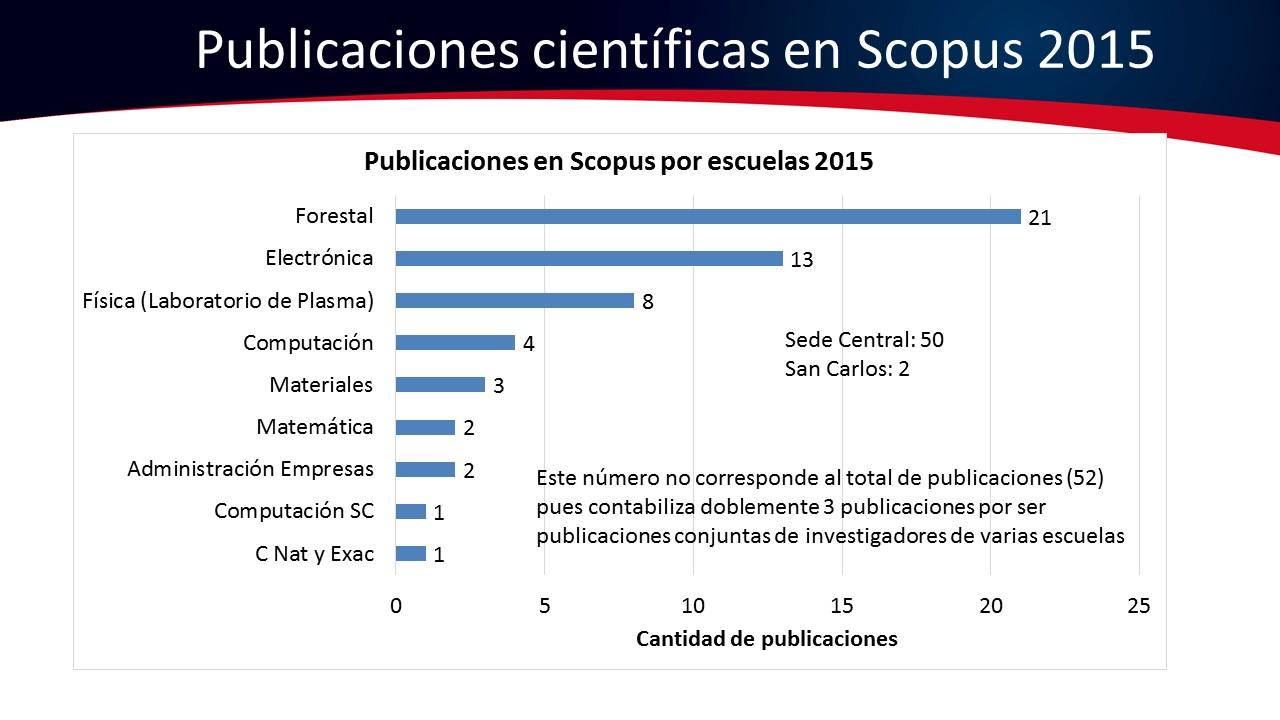 Publicaciones científicas en Scopus 2015
Publicaciones en Scopus por escuelas 2015
Forestal 21
Electrónica 13
Física (Laboratorio de Plasma) 8
Computación 4
Sede Central: 50
San Carlos: 2
Materiales 3
Matemática 2
Administración Empresas 2
Este número no corresponde al total de publicaciones (52)
pues contabiliza doblemente 3 publicaciones por ser
publicaciones conjuntas de investigadores de varias escuelas
Computación SC 1
C Nat y Exac 1
0 5 10 15 20 25
Cantidad de publicaciones